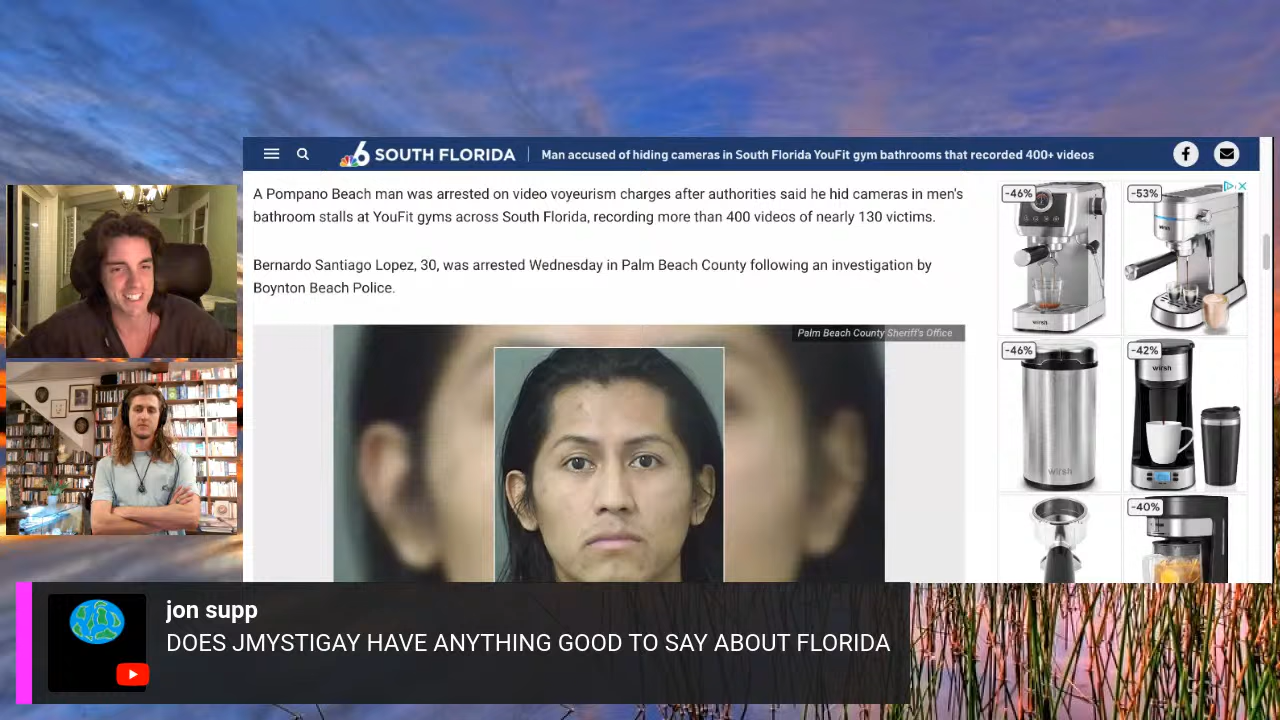 6 SOUTH FLORIDA
Man accused of hiding cameras in South Florida YouFit gym bathrooms that recorded 400+ videos
A Pompano Beach man was arrested on video voyeurism charges after authorities said he hid cameras in men's
bathroom stalls at YouFit gyms across South Florida, recording more than 400 videos of nearly 130 victims.
Bernardo Santiago Lopez, 30, was arrested Wednesday in Palm Beach County following an investigation by
Boynton Beach Police.
Palm Beach County Sheriff's Office
-46%
-53%
wirsh
-46%
-42%
wirsh
wirsh
-40%
jon supp
DOES JMYSTIGAY HAVE ANYTHING GOOD TO SAY ABOUT FLORIDA